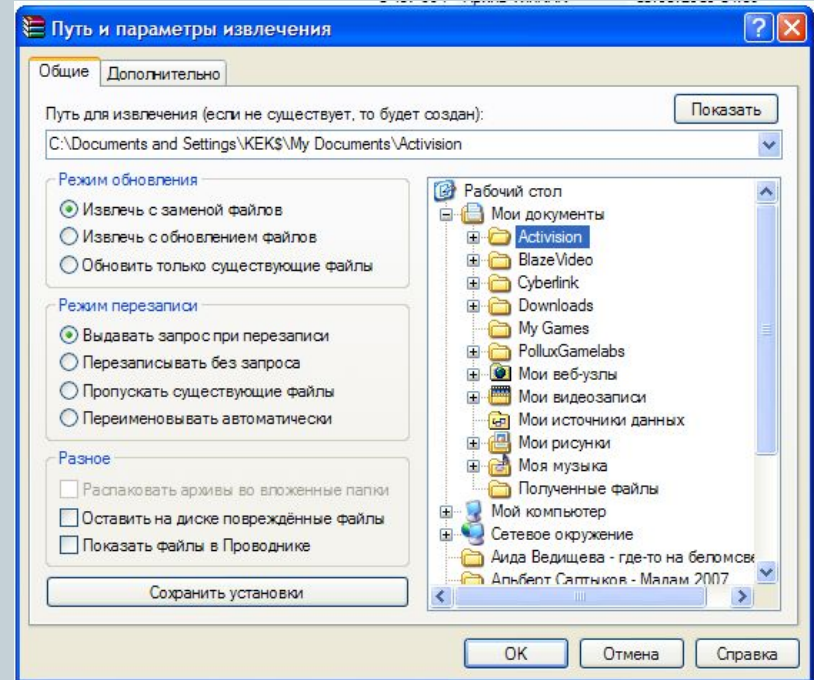 Путь и параметры извлечения
Общие
Дополнительно
Путь для извлечения (если не существует, то будет создан):
Показать
C:\Documents and Settings\KEK$\My Documents\Activision
Режим обновления
Извлечь с заменой файлов
Извлечь с обновлением файлов
Обновить только существующие файлы
Режим перезаписи
Выдавать запрос при перезаписи
Перезаписывать без запроса
Пропускать существующие файлы
Переименовывать автоматически
Разное
Распаковать архивы во вложенные папки
Оставить на диске повреждённые файлы
Показать файлы в Проводнике
Сохранить установки
Рабочий стол
Мои документы
Activision
BlazeVideo
Cyberlink
Downloads
My Games
PolluxGamelabs
Мои веб-узлы
Мои видеозаписи
Мои источники данных
Мои рисунки
Моя музыка
Полученные файлы
Мой компьютер
Сетевое окружение
Аида Ведищева - где-то на беломсве
Альберт Салтыков - Мадам 2007
OK
Отмена
Справка